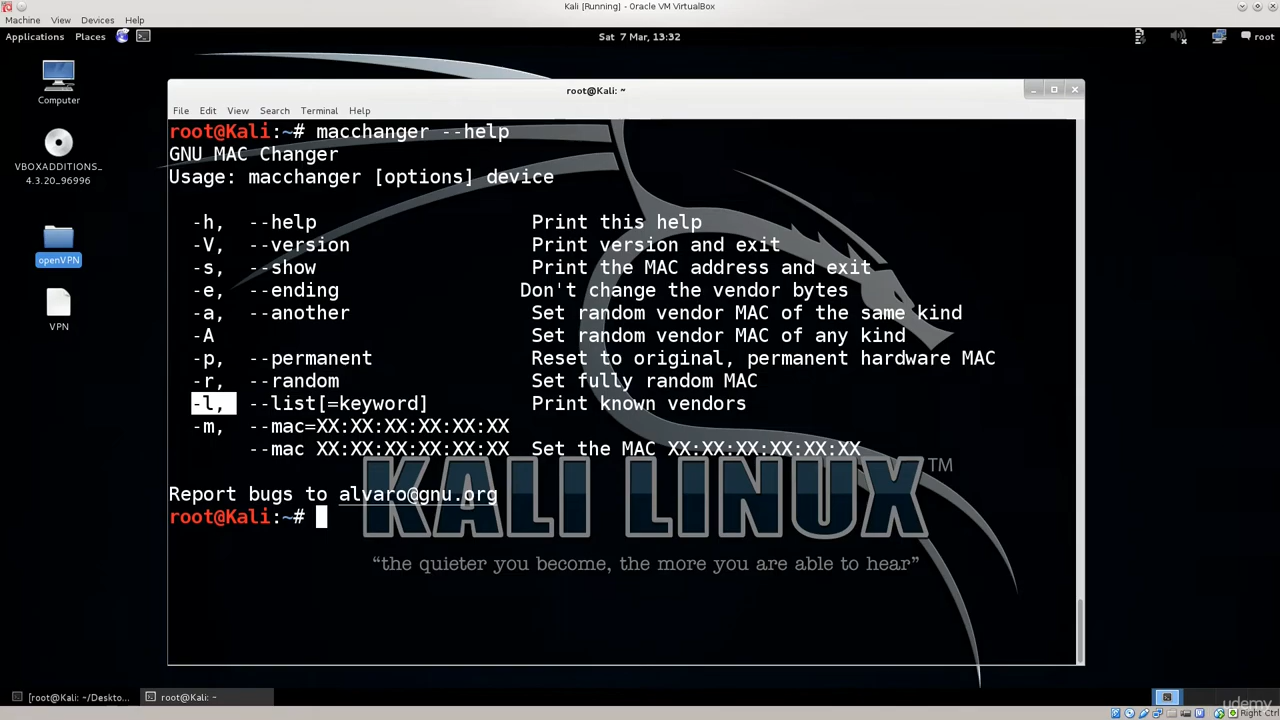 Kali [Running] - Oracle VM VirtualBox
Machine View Devices Help
Applications Places Sat 7 Mar, 13:32 root
Computer
VBOXADDITIONS_
4.3.20_96996
openVPN
VPN
root@Kali: ~
File Edit View Search Terminal Help
root@Kali:~# macchanger --help
GNU MAC Changer
Usage: macchanger [options] device
-h, --help Print this help
-V, --version Print version and exit
-s, --show Print the MAC address and exit
-e, --ending Don't change the vendor bytes
-a, --another Set random vendor MAC of the same kind
-A Set random vendor MAC of any kind
-p, --permanent Reset to original, permanent hardware MAC
-r, --random Set fully random MAC
-l, --list[=keyword] Print known vendors
-m, --mac=XX:XX:XX:XX:XX:XX
--mac XX:XX:XX:XX:XX:XX Set the MAC XX:XX:XX:XX:XX:XX
Report bugs to alvaro@gnu.org
root@Kali:~#
KALI LINUX TM
“the quieter you become, the more you are able to hear”
[root@Kali: ~/Deskto... root@Kali: ~
udemy
Right Ctrl